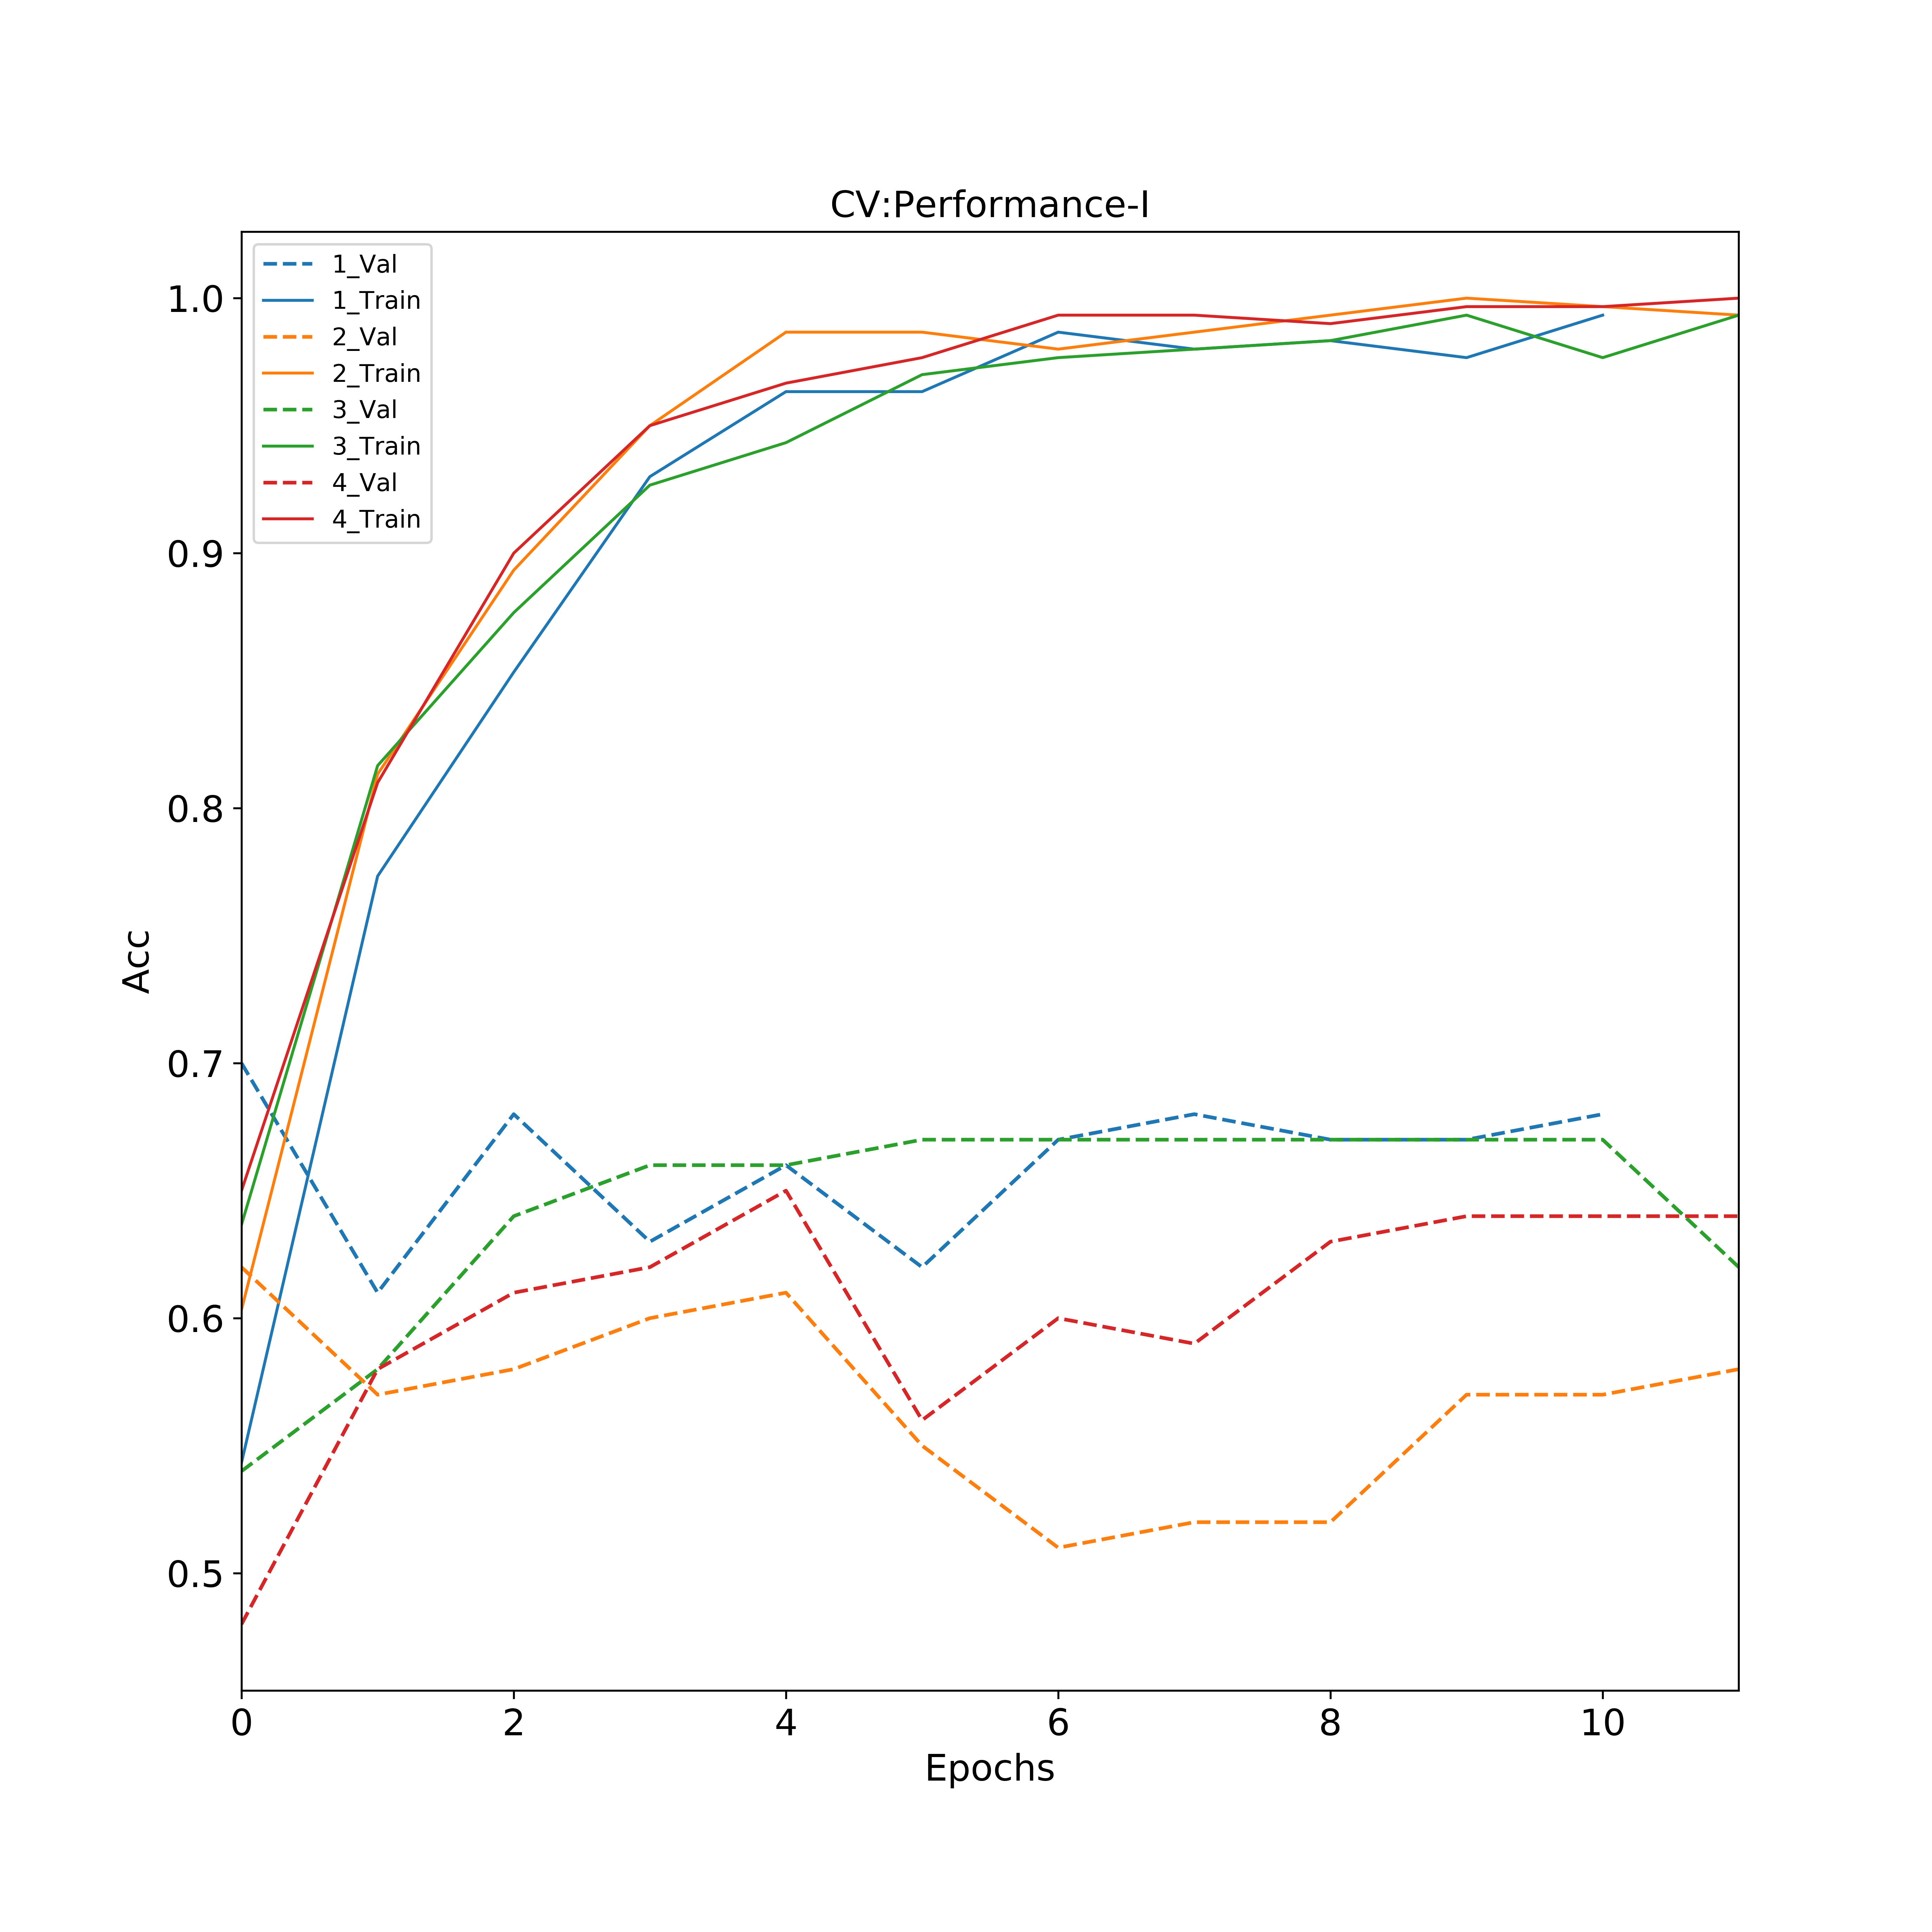 CV:Performance-I
1_Val
1_Train
2_Val
2_Train
3_Val
3_Train
4_Val
4_Train
1.0
0.9
0.8
0.7
0.6
0.5
Acc
0 2 4 6 8 10
Epochs